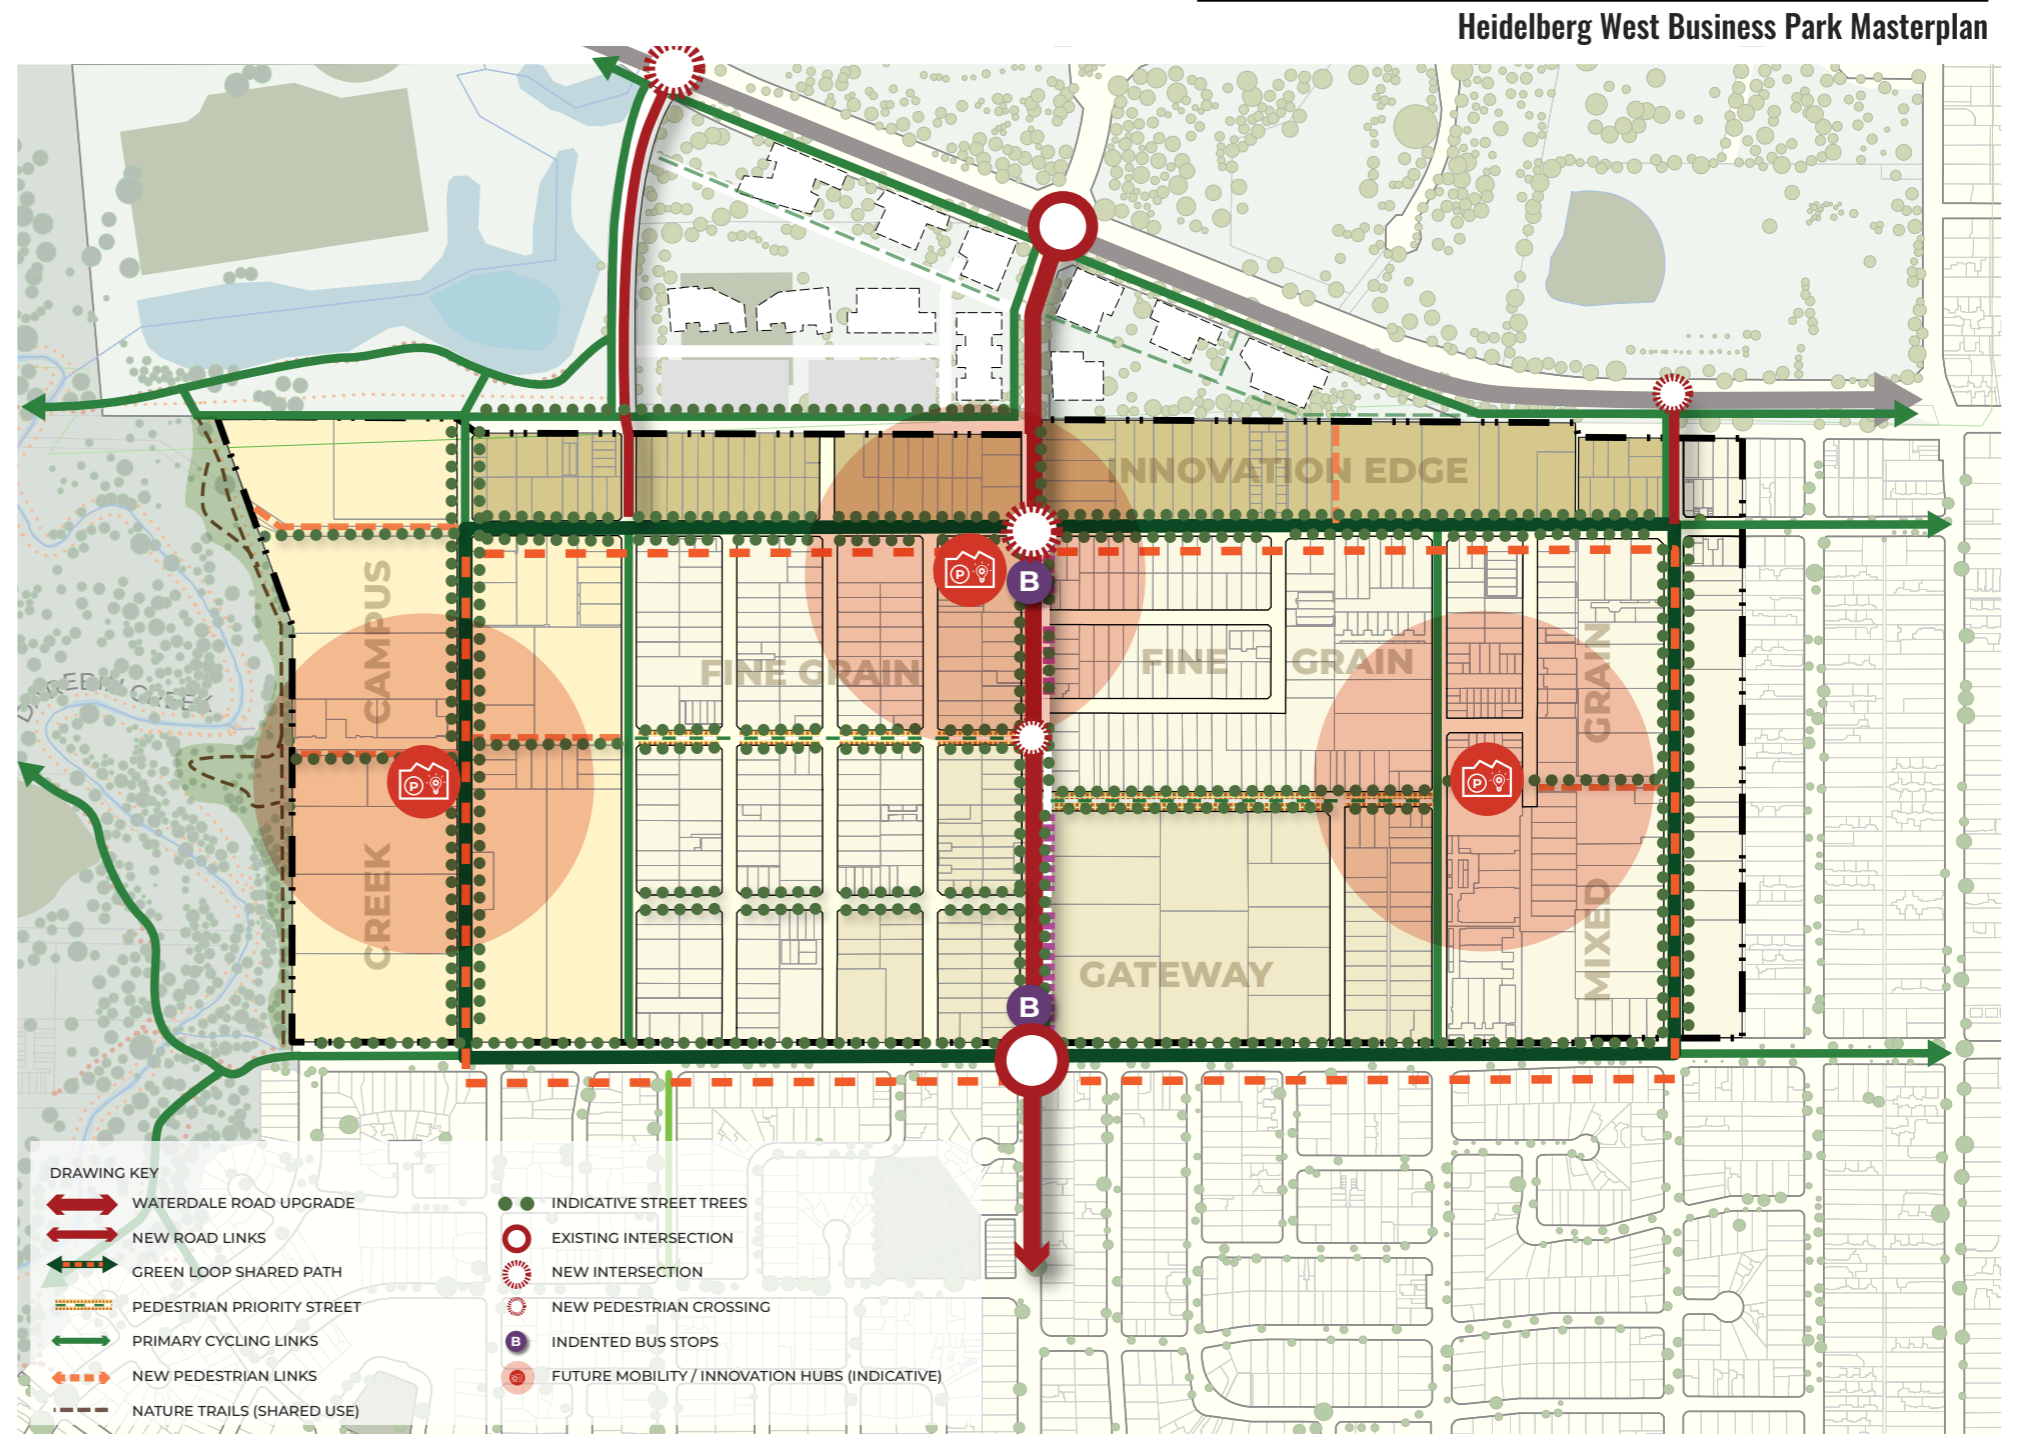 Heidelberg West Business Park Masterplan
INNOVATION EDGE
CAMPUS
CREEK
DAREBIN CREEK
FINE GRAIN
FINE GRAIN
GRAIN
MIXED
GATEWAY
P
P
P
B
B
DRAWING KEY
WATERDALE ROAD UPGRADE
NEW ROAD LINKS
GREEN LOOP SHARED PATH
PEDESTRIAN PRIORITY STREET
PRIMARY CYCLING LINKS
NEW PEDESTRIAN LINKS
NATURE TRAILS (SHARED USE)
INDICATIVE STREET TREES
EXISTING INTERSECTION
NEW INTERSECTION
NEW PEDESTRIAN CROSSING
B INDENTED BUS STOPS
FUTURE MOBILITY / INNOVATION HUBS (INDICATIVE)